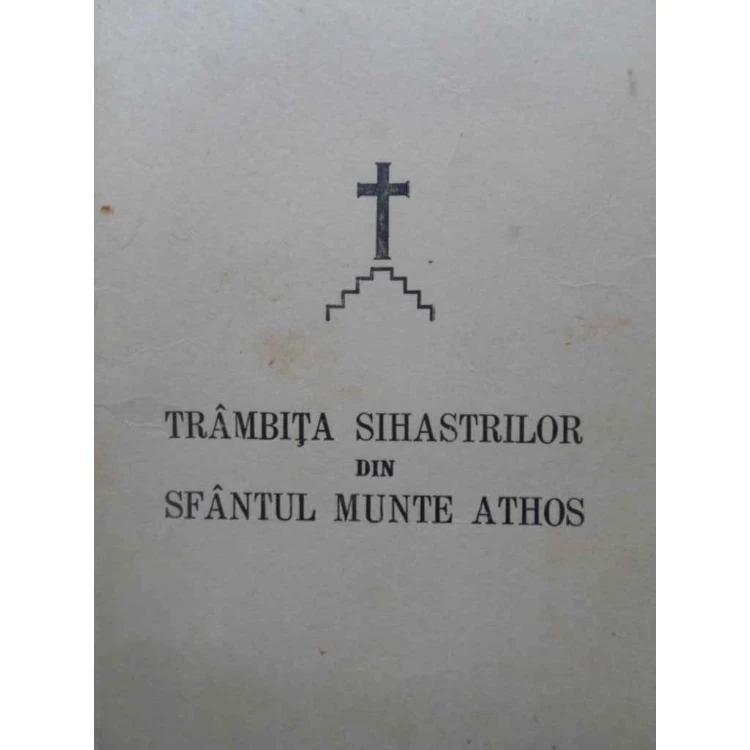 TRÂMBIŢA SIHASTRILOR
DIN
SFÂNTUL MUNTE ATHOS